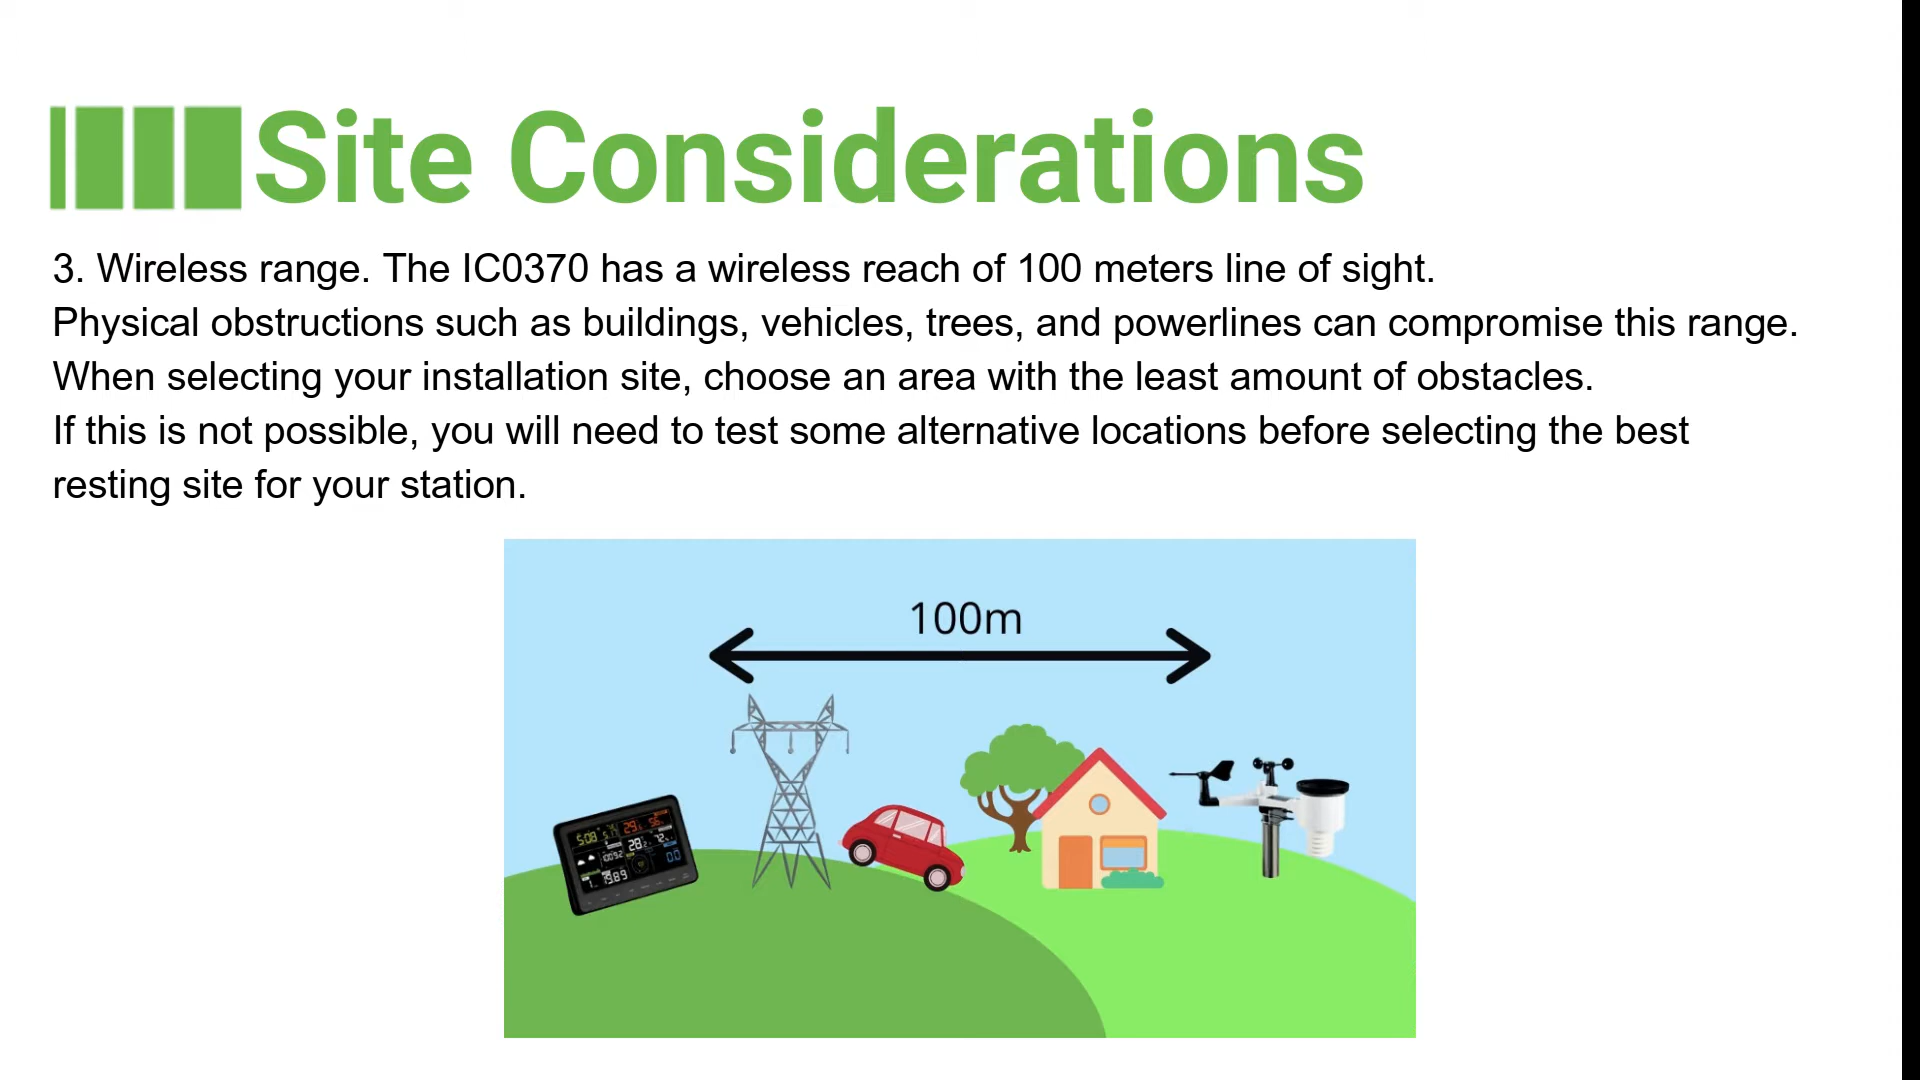 Site Considerations
3. Wireless range. The IC0370 has a wireless reach of 100 meters line of sight.
Physical obstructions such as buildings, vehicles, trees, and powerlines can compromise this range.
When selecting your installation site, choose an area with the least amount of obstacles.
If this is not possible, you will need to test some alternative locations before selecting the best
resting site for your station.
100m
5:08